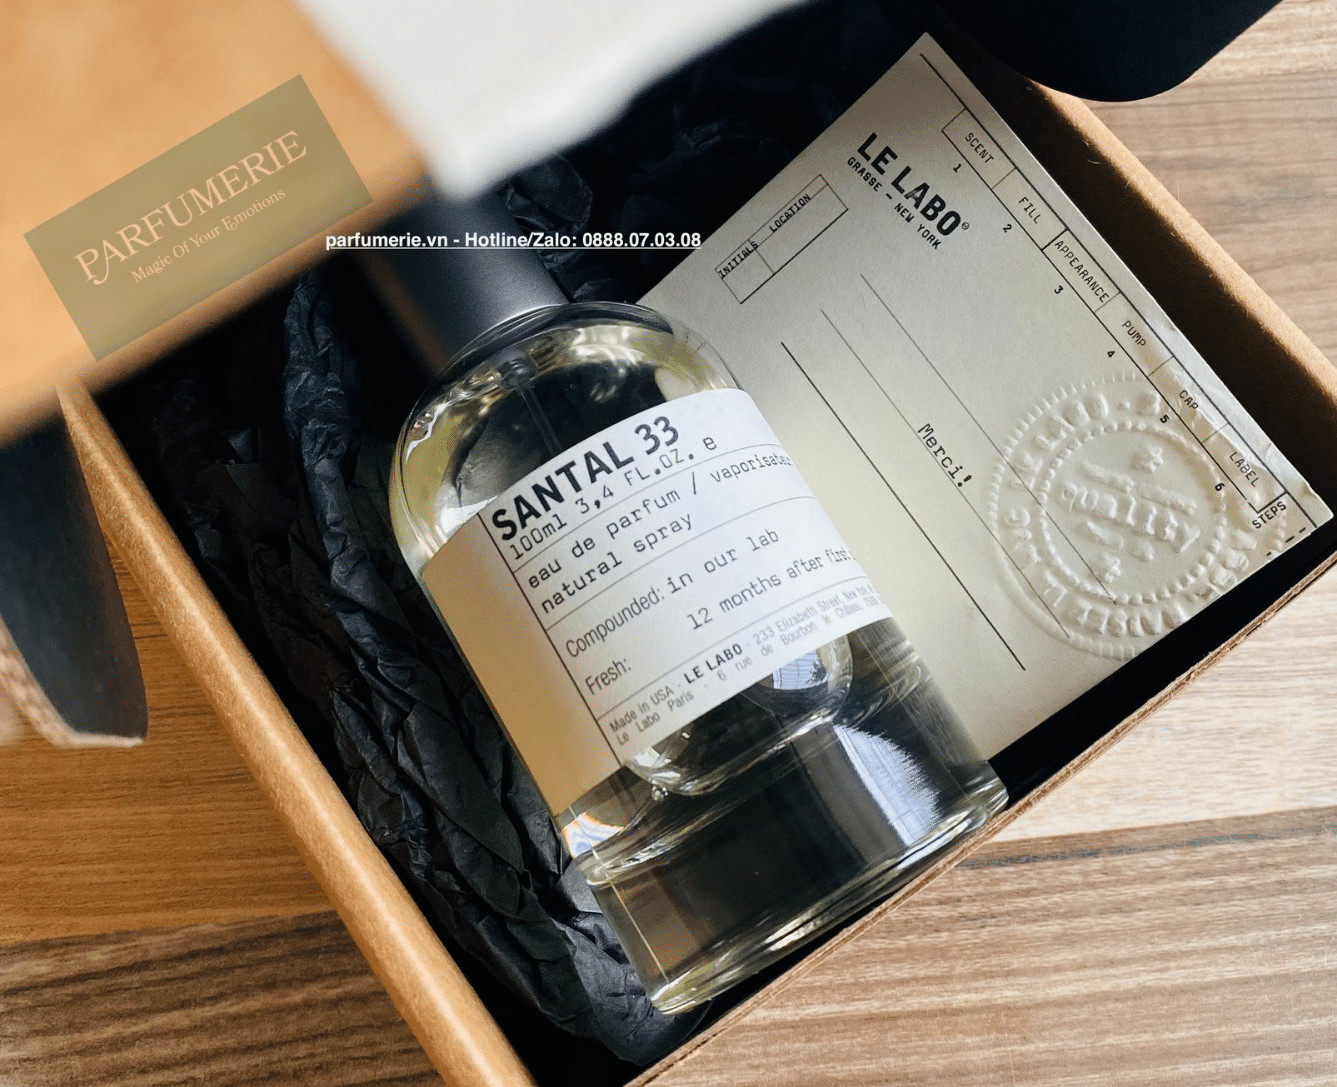 PARFUMERIE
Magic Of Your Emotions
parfumerie.vn - Hotline/Zalo: 0888.07.03.08
LE LABO
GRASSE — NEW YORK
INITIALS LOCATION
SCENT
1
FILL
2
APPEARANCE
3
PUMP
4
CAP
5
LABEL
6
STEPS
Merci!
SANTAL 33
100ml 3,4 FL.OZ. e
eau de parfum / vaporisate
natural spray
Compounded: in our lab
Fresh: 12 months after first
Made in USA - LE LABO - 233 Elizabeth Street, New York
Le Labo Paris - 6 rue de Bourbon le Château